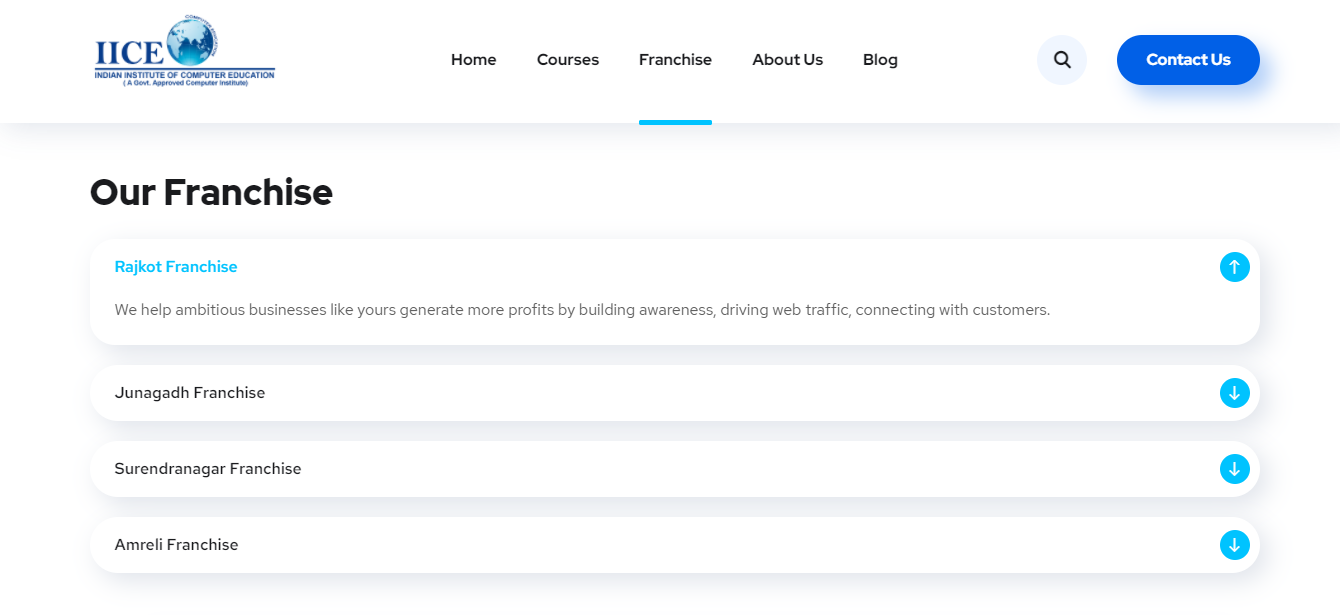 IICE
INDIAN INSTITUTE OF COMPUTER EDUCATION
( A Govt. Approved Computer Institute)
Home Courses Franchise About Us Blog Contact Us
Our Franchise
Rajkot Franchise
We help ambitious businesses like yours generate more profits by building awareness, driving web traffic, connecting with customers.
Junagadh Franchise
Surendranagar Franchise
Amreli Franchise